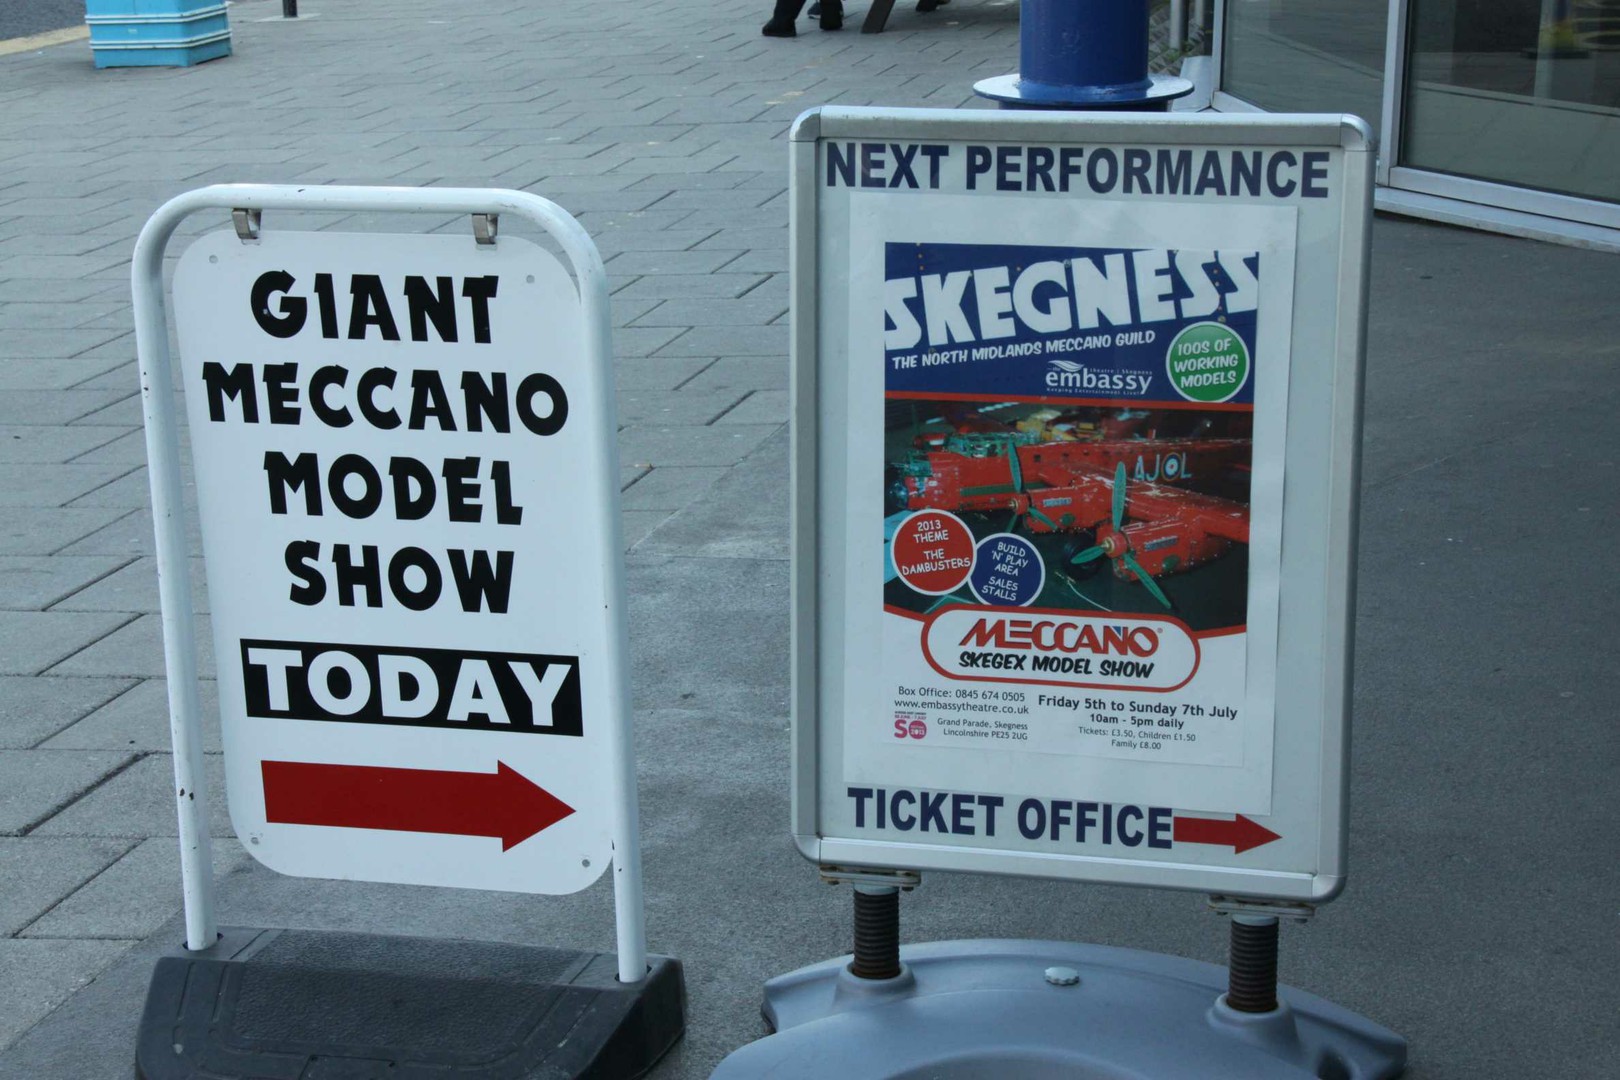 GIANT
MECCANO
MODEL
SHOW
TODAY
NEXT PERFORMANCE
SKEGNESS
THE NORTH MIDLANDS MECCANO GUILD
100S OF
WORKING
MODELS
embassy
AJOL
2013
THEME
THE
DAMBUSTERS
BUILD
'N' PLAY
AREA
SALES
STALLS
MECCANO
SKEGEX MODEL SHOW
Box Office: 0845 674 0505
www.embassytheatre.co.uk
SO
Grand Parade, Skegness
Lincolnshire PE25 2UG
Friday 5th to Sunday 7th July
10am - 5pm daily
Tickets: £3.50, Children £1.50
Family £8.00
TICKET OFFICE